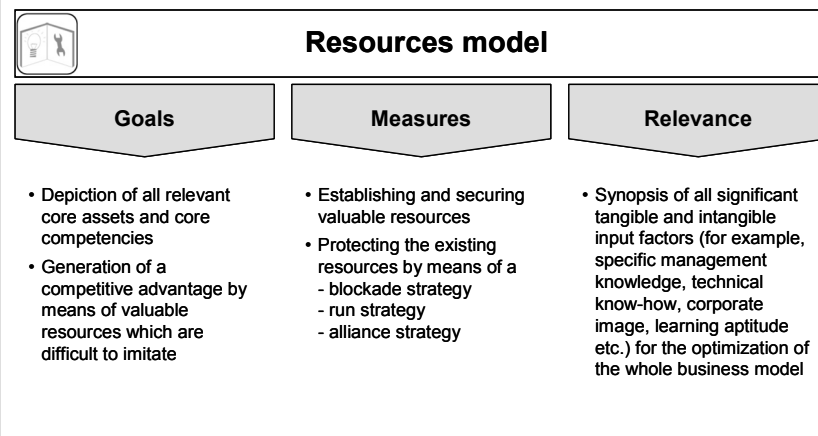 Resources model
Goals
Measures
Relevance
• Depiction of all relevant
core assets and core
competencies
• Generation of a
competitive advantage by
means of valuable
resources which are
difficult to imitate
• Establishing and securing
valuable resources
• Protecting the existing
resources by means of a
- blockade strategy
- run strategy
- alliance strategy
• Synopsis of all significant
tangible and intangible
input factors (for example,
specific management
knowledge, technical
know-how, corporate
image, learning aptitude
etc.) for the optimization of
the whole business model